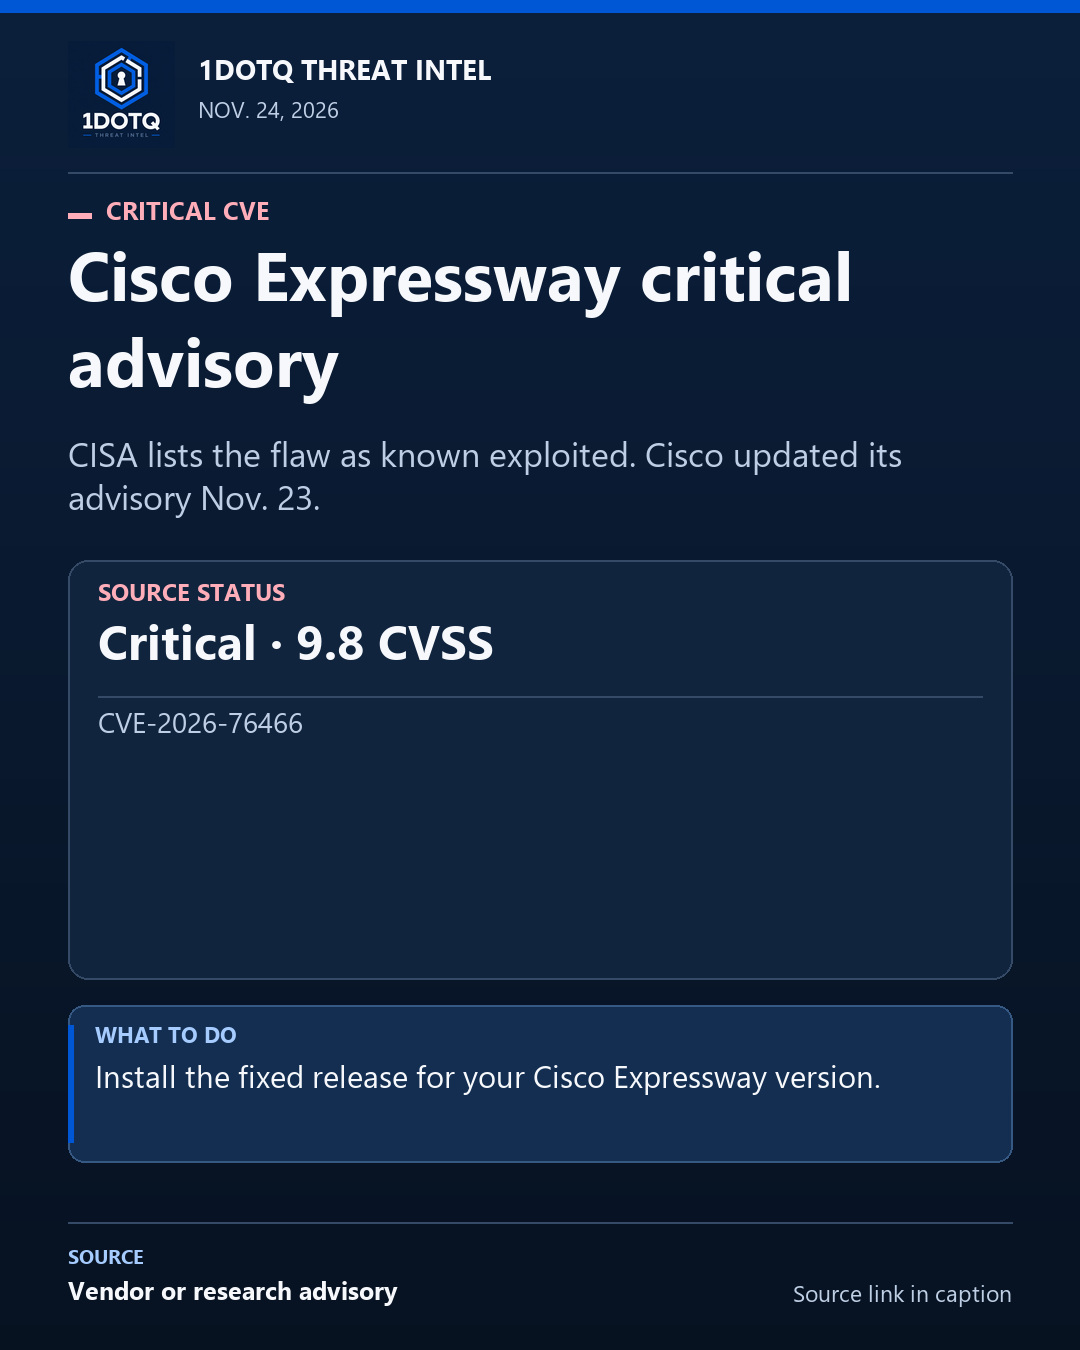 1DOTQ
THREAT INTEL
1DOTQ THREAT INTEL
NOV. 24, 2026
CRITICAL CVE
Cisco Expressway critical
advisory
CISA lists the flaw as known exploited. Cisco updated its
advisory Nov. 23.
SOURCE STATUS
Critical · 9.8 CVSS
CVE-2026-76466
WHAT TO DO
Install the fixed release for your Cisco Expressway version.
SOURCE
Vendor or research advisory
Source link in caption